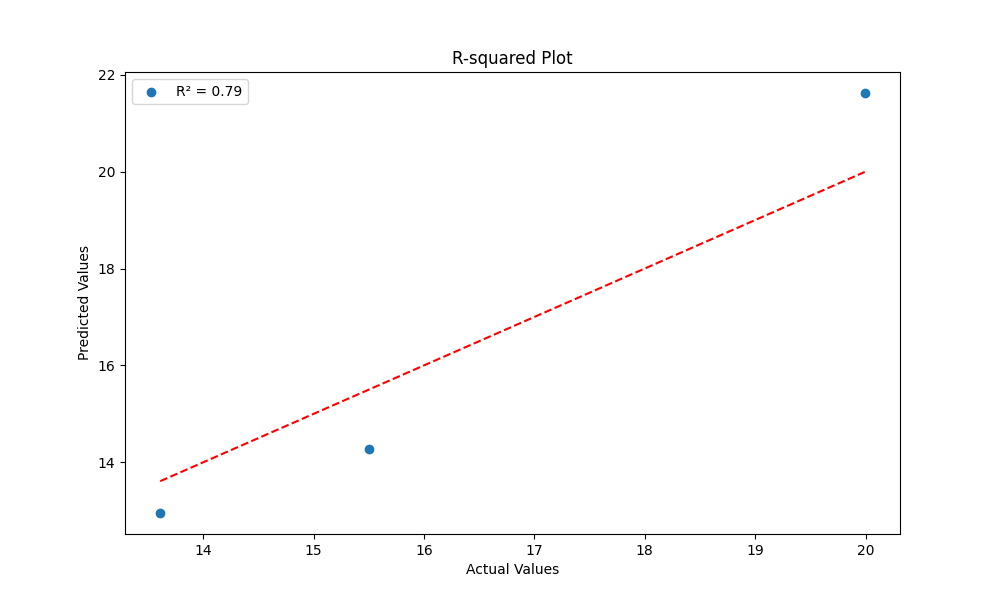 R-squared Plot
R² = 0.79
22
20
18
16
14
Predicted Values
14 15 16 17 18 19 20
Actual Values